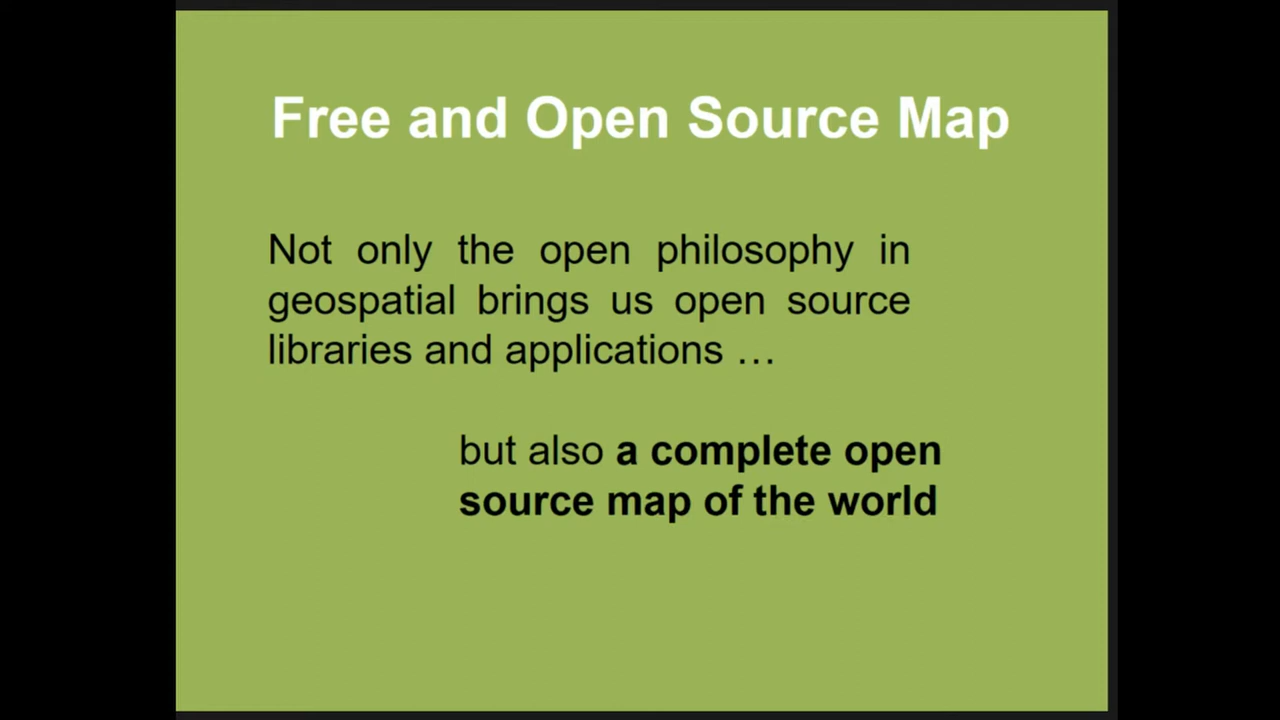 Free and Open Source Map
Not only the open philosophy in
geospatial brings us open source
libraries and applications …
but also a complete open
source map of the world